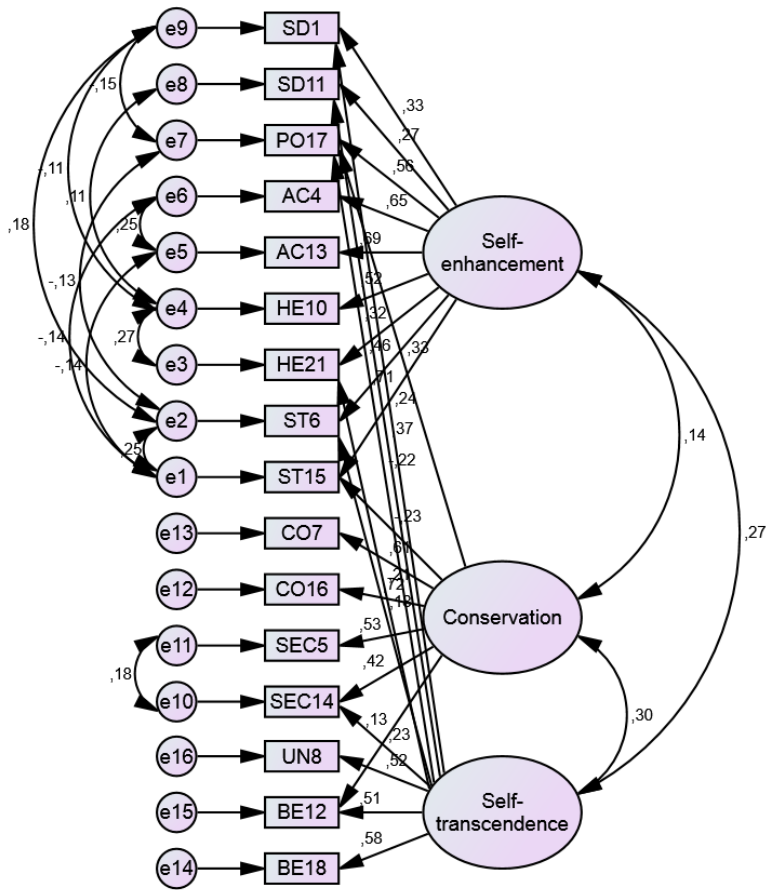 e9 SD1
e8 SD11
-,15
,33
,27
e7 PO17
,56
-,11
,11
e6 AC4
,65
,18
,25
,69
e5 AC13
Self-
enhancement
-,13
,52
e4 HE10
,32
-,14
,27
,46
,33
e3 HE21
-,14
,71
,24
e2 ST6
,37
,14
,25
-,22
e1 ST15
-,23
e13 CO7
,61
,27
,72
e12 CO16
,18
Conservation
,53
e11 SEC5
,42
,18
e10 SEC14
,13
,30
,23
e16 UN8
,52
,51
e15 BE12
Self-
transcendence
,58
e14 BE18